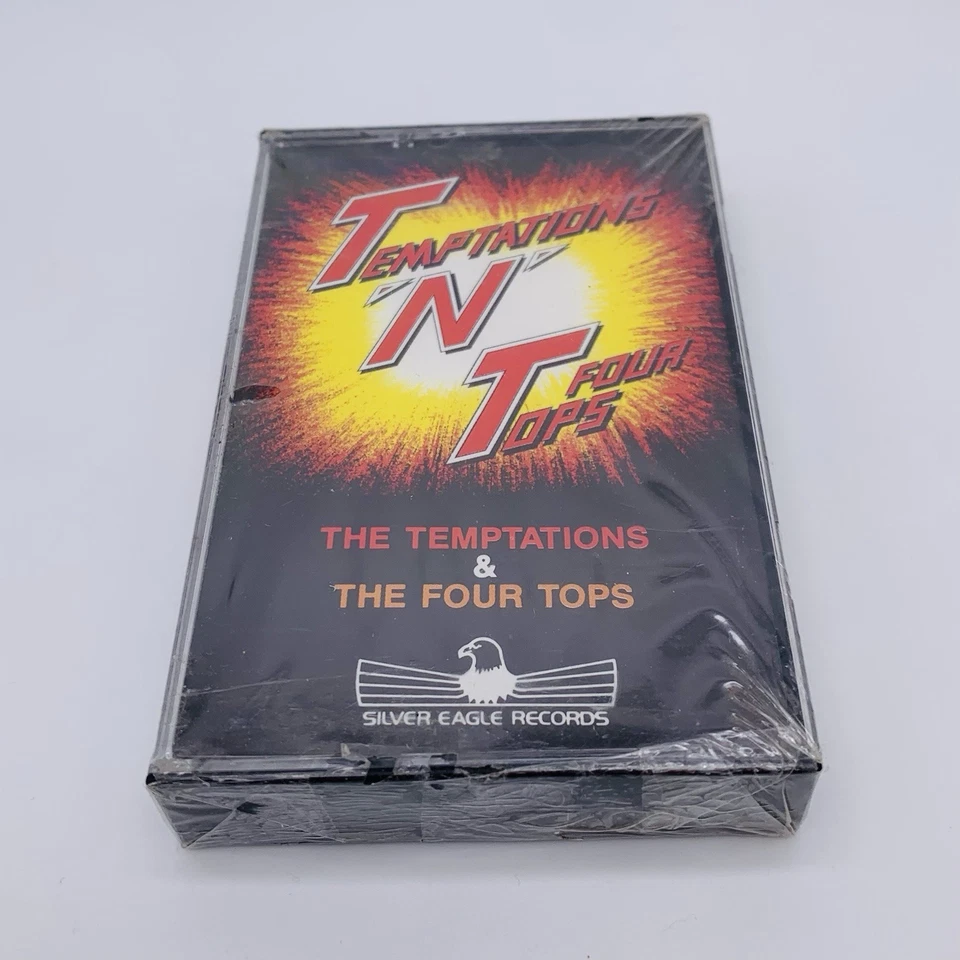 TEMPTATIONS
"N"
FOUR
TOPS
THE TEMPTATIONS
&
THE FOUR TOPS
SILVER EAGLE RECORDS